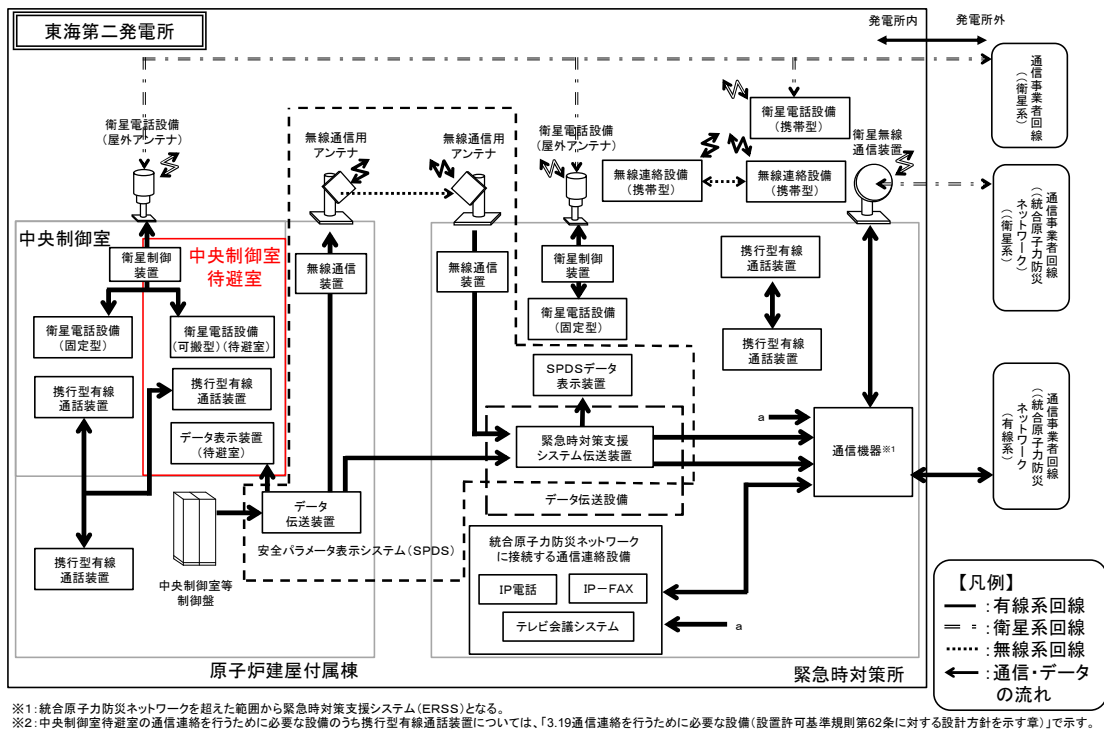 東海第二発電所
発電所内
発電所外
通信事業者回線
(（衛星系）
衛星電話設備
(携帯型)
衛星電話設備
(屋外アンテナ)
無線通信用
アンテナ
無線通信用
アンテナ
衛星電話設備
(屋外アンテナ)
衛星無線
通信装置
無線連絡設備
(携帯型)
無線連絡設備
(携帯型)
通信事業者回線
(（統合原子力防災
ネットワーク）
(（衛星系）
中央制御室
中央制御室
待避室
衛星制御
装置
無線通信
装置
無線通信
装置
衛星制御
装置
携行型有線
通話装置
衛星電話設備
(固定型)
衛星電話設備
(可搬型)(待避室)
衛星電話設備
(固定型)
携行型有線
通話装置
携行型有線
通話装置
携行型有線
通話装置
SPDSデータ
表示装置
通信事業者回線
(（統合原子力防災
ネットワーク
(有線系)
データ表示装置
(待避室)
a
緊急時対策支援
システム伝送装置
通信機器※1
データ伝送設備
データ
伝送装置
安全パラメータ表示システム(SPDS)
携行型有線
通話装置
中央制御室等
制御盤
統合原子力防災ネットワーク
に接続する通信連絡設備
IP電話
IP－FAX
テレビ会議システム
a
原子炉建屋付属棟
緊急時対策所
【凡例】
：有線系回線
：衛星系回線
：無線系回線
：通信・データ
の流れ
※1：統合原子力防災ネットワークを超えた範囲から緊急時対策支援システム(ERSS)となる。
※2：中央制御室待避室の通信連絡を行うために必要な設備のうち携行型有線通話装置については、「3.19通信連絡を行うために必要な設備(設置許可基準規則第62条に対する設計方針を示す章)」で示す。